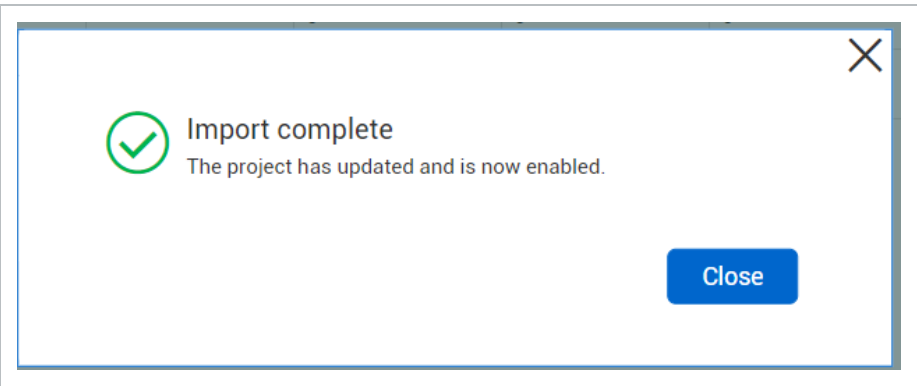 Import complete
The project has updated and is now enabled.
Close